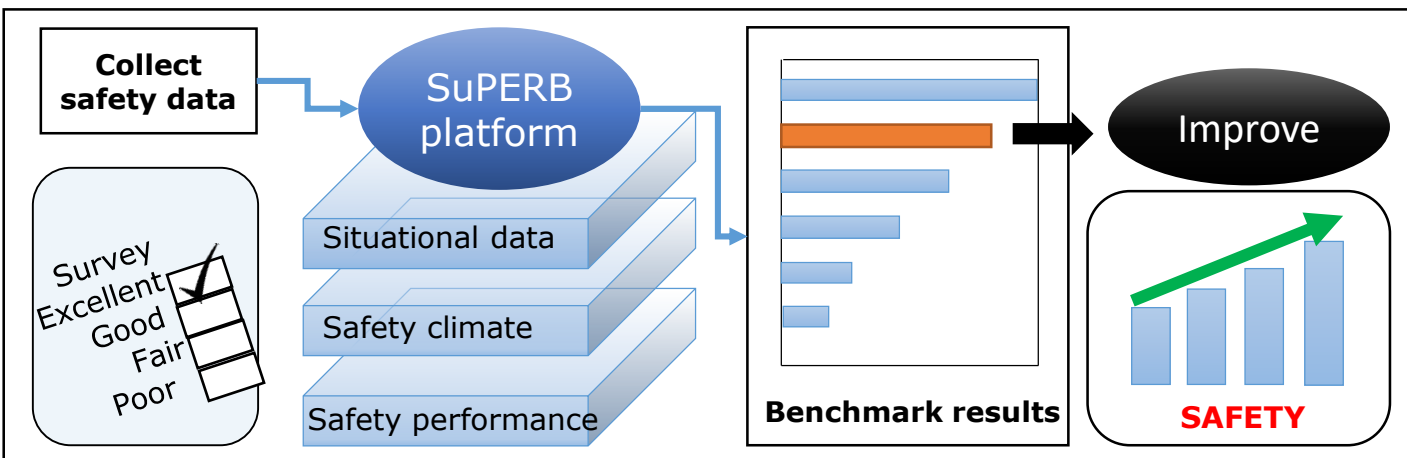 Collect
safety data
SuPERB
platform
Improve
Situational data
Survey
Excellent
Good
Fair
Poor
Safety climate
Safety performance
Benchmark results
SAFETY